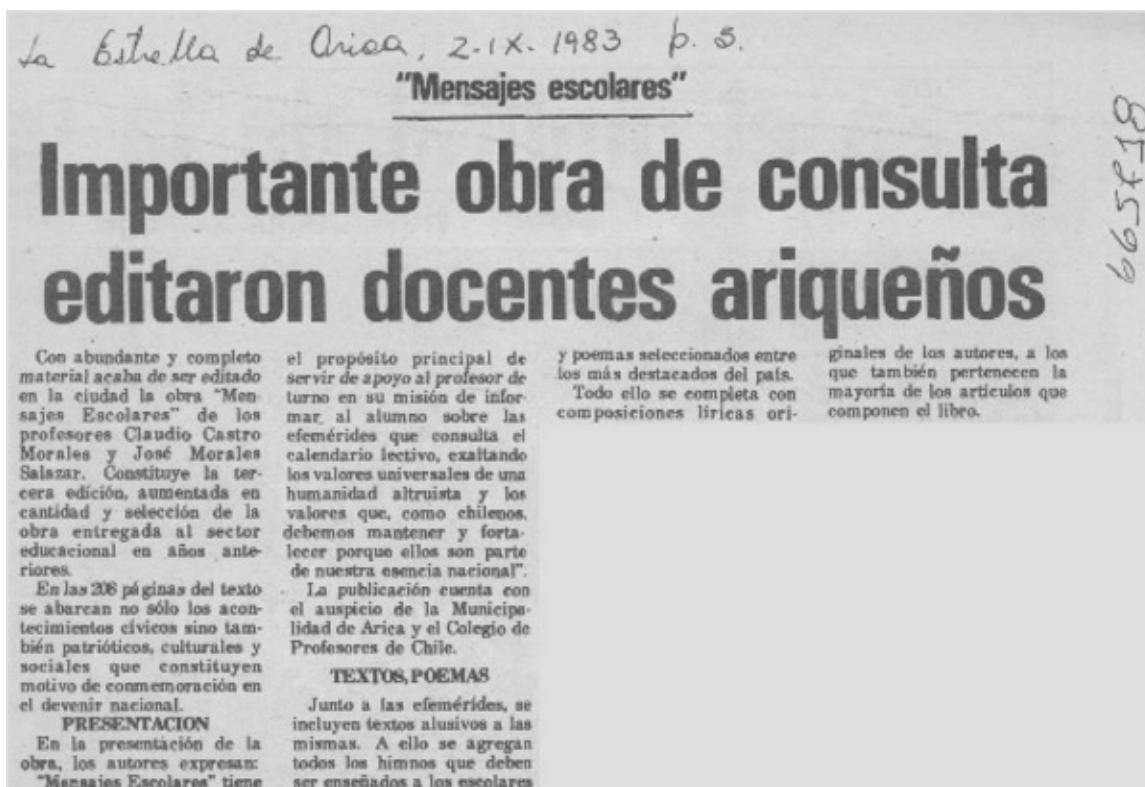 La Estrella de Arica, 2-IX-1983 p. 5.
"Mensajes escolares"
Importante obra de consulta
editaron docentes ariqueños
Con abundante y completo
material acaba de ser editado
en la ciudad la obra "Men-
sajes Escolares" de los
profesores Claudio Castro
Morales y José Morales
Salazar. Constituye la ter-
cera edición, aumentada en
cantidad y selección de la
obra entregada al sector
educacional en años ante-
riores.
En las 208 páginas del texto
se abarcan no sólo los acon-
tecimientos cívicos sino tam-
bién patrióticos, culturales y
sociales que constituyen
motivo de conmemoración en
el devenir nacional.
PRESENTACION
En la presentación de la
obra, los autores expresan:
"Mensajes Escolares" tiene
el propósito principal de
servir de apoyo al profesor de
turno en su misión de infor-
mar al alumno sobre las
efemérides que consulta el
calendario lectivo, exaltando
los valores universales de una
humanidad altruista y los
valores que, como chilenos,
debemos mantener y forta-
lecer porque ellos son parte
de nuestra esencia nacional".
La publicación cuenta con
el auspicio de la Municipa-
lidad de Arica y el Colegio de
Profesores de Chile.
TEXTOS, POEMAS
Junto a las efemérides, se
incluyen textos alusivos a las
mismas. A ello se agregan
todos los himnos que deben
ser enseñados a los escolares
y poemas seleccionados entre
los más destacados del país.
Todo ello se completa con
composiciones líricas ori-
ginales de los autores, a los
que también pertenecen la
mayoría de los artículos que
componen el libro.